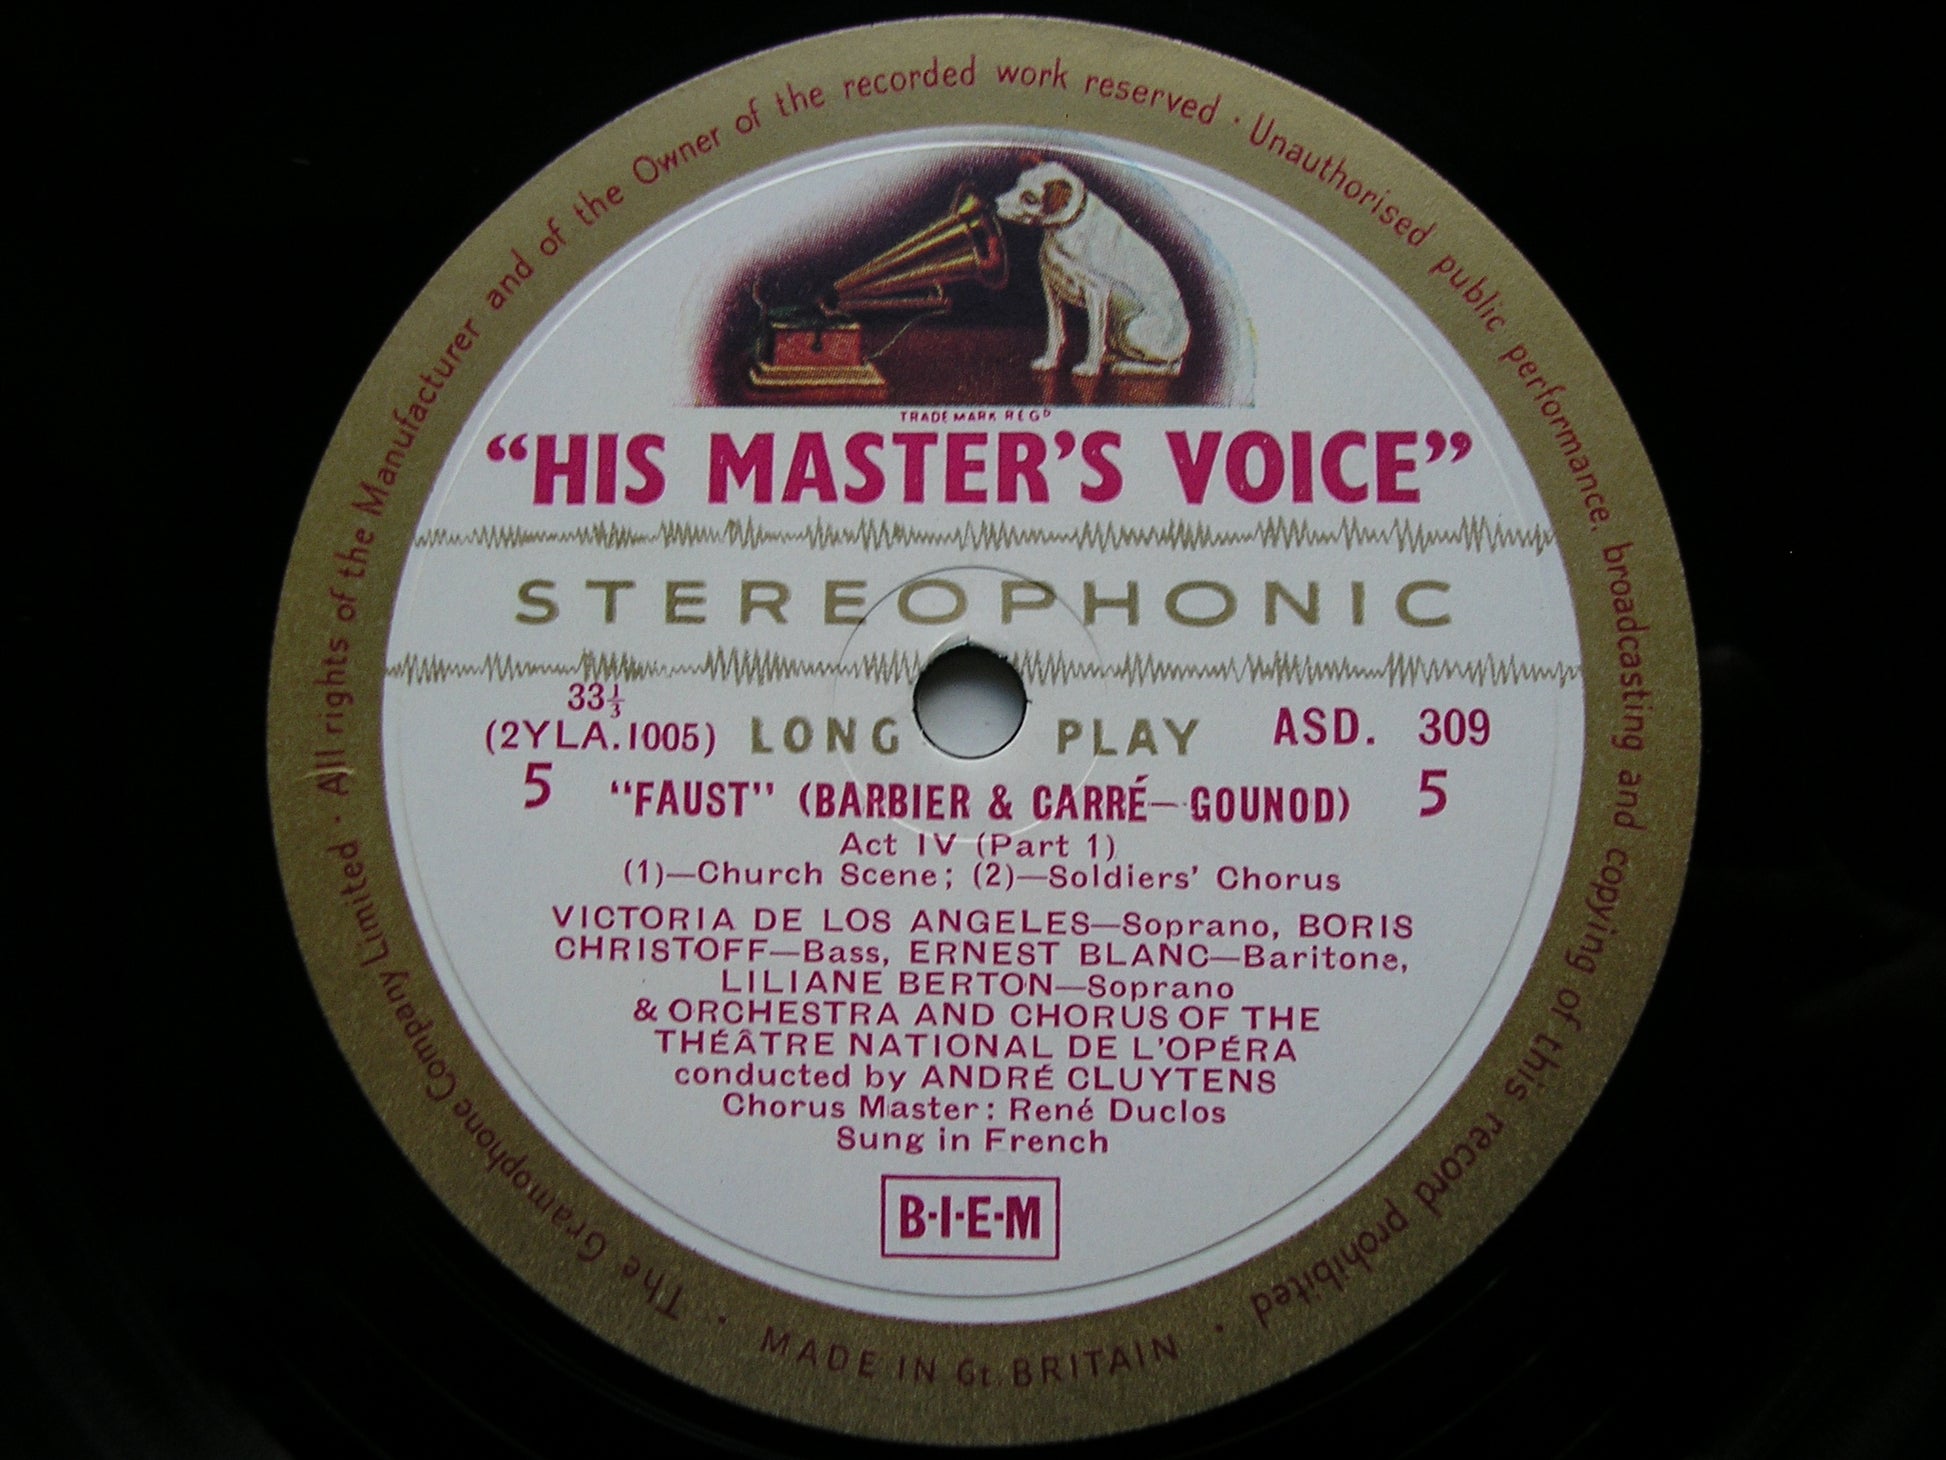 All rights of the Manufacturer and of the Owner of the recorded work reserved · Unauthorised public performance, broadcasting and copying of this record prohibited ·
TRADE MARK REGD
“HIS MASTER’S VOICE”
STEREOPHONIC
33⅓
(2YLA.1005) LONG PLAY ASD. 309
5 “FAUST” (BARBIER & CARRÉ—GOUNOD) 5
Act IV (Part 1)
(1)—Church Scene; (2)—Soldiers’ Chorus
VICTORIA DE LOS ANGELES—Soprano, BORIS
CHRISTOFF—Bass, ERNEST BLANC—Baritone,
LILIANE BERTON—Soprano
& ORCHESTRA AND CHORUS OF THE
THÉÂTRE NATIONAL DE L'OPÉRA
conducted by ANDRÉ CLUYTENS
Chorus Master: René Duclos
Sung in French
B·I·E·M
The Gramophone Company Limited ·
MADE IN Gt. BRITAIN ·